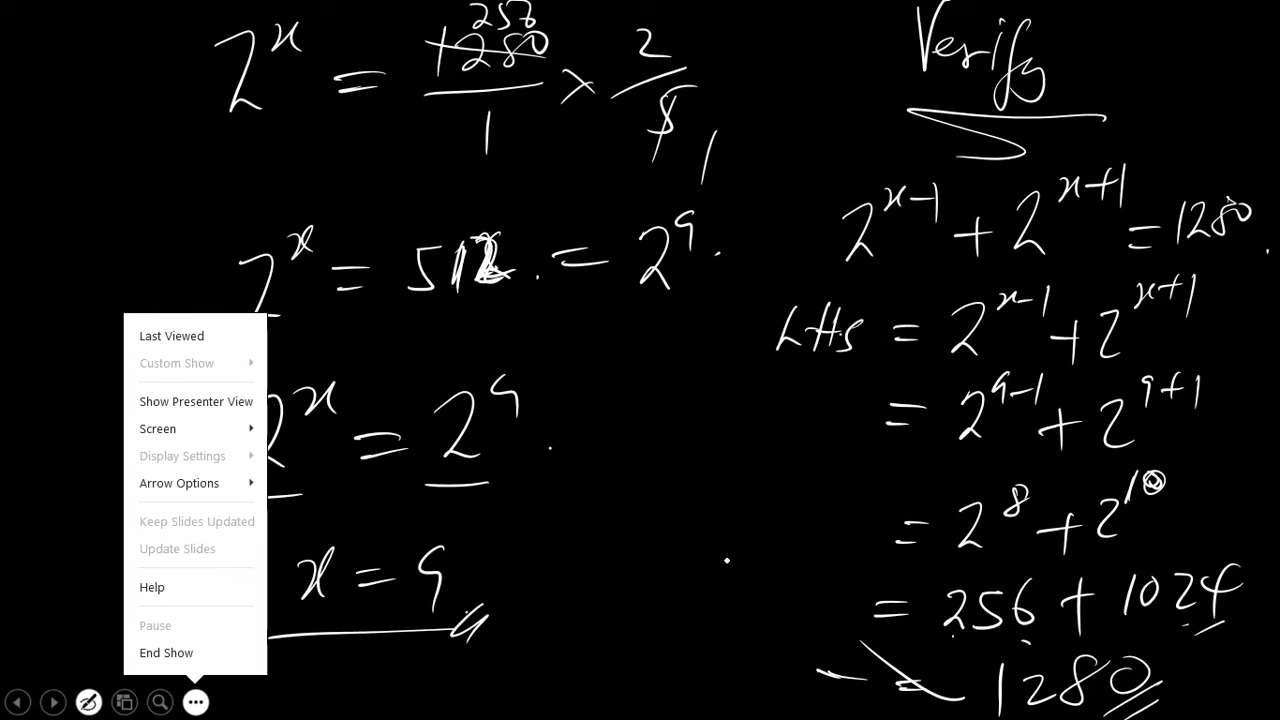 2^x = 1280/1 × 2/5
256
1
2^x = 512. = 2^9.
2^x = 2^9.
x = 9
Verify
2^{x-1} + 2^{x+1} = 1280.
LHS = 2^{x-1} + 2^{x+1}
= 2^{9-1} + 2^{9+1}
= 2^8 + 2^{10}
= 256 + 1024
= 1280
Last Viewed
Custom Show
Show Presenter View
Screen
Display Settings
Arrow Options
Keep Slides Updated
Update Slides
Help
Pause
End Show